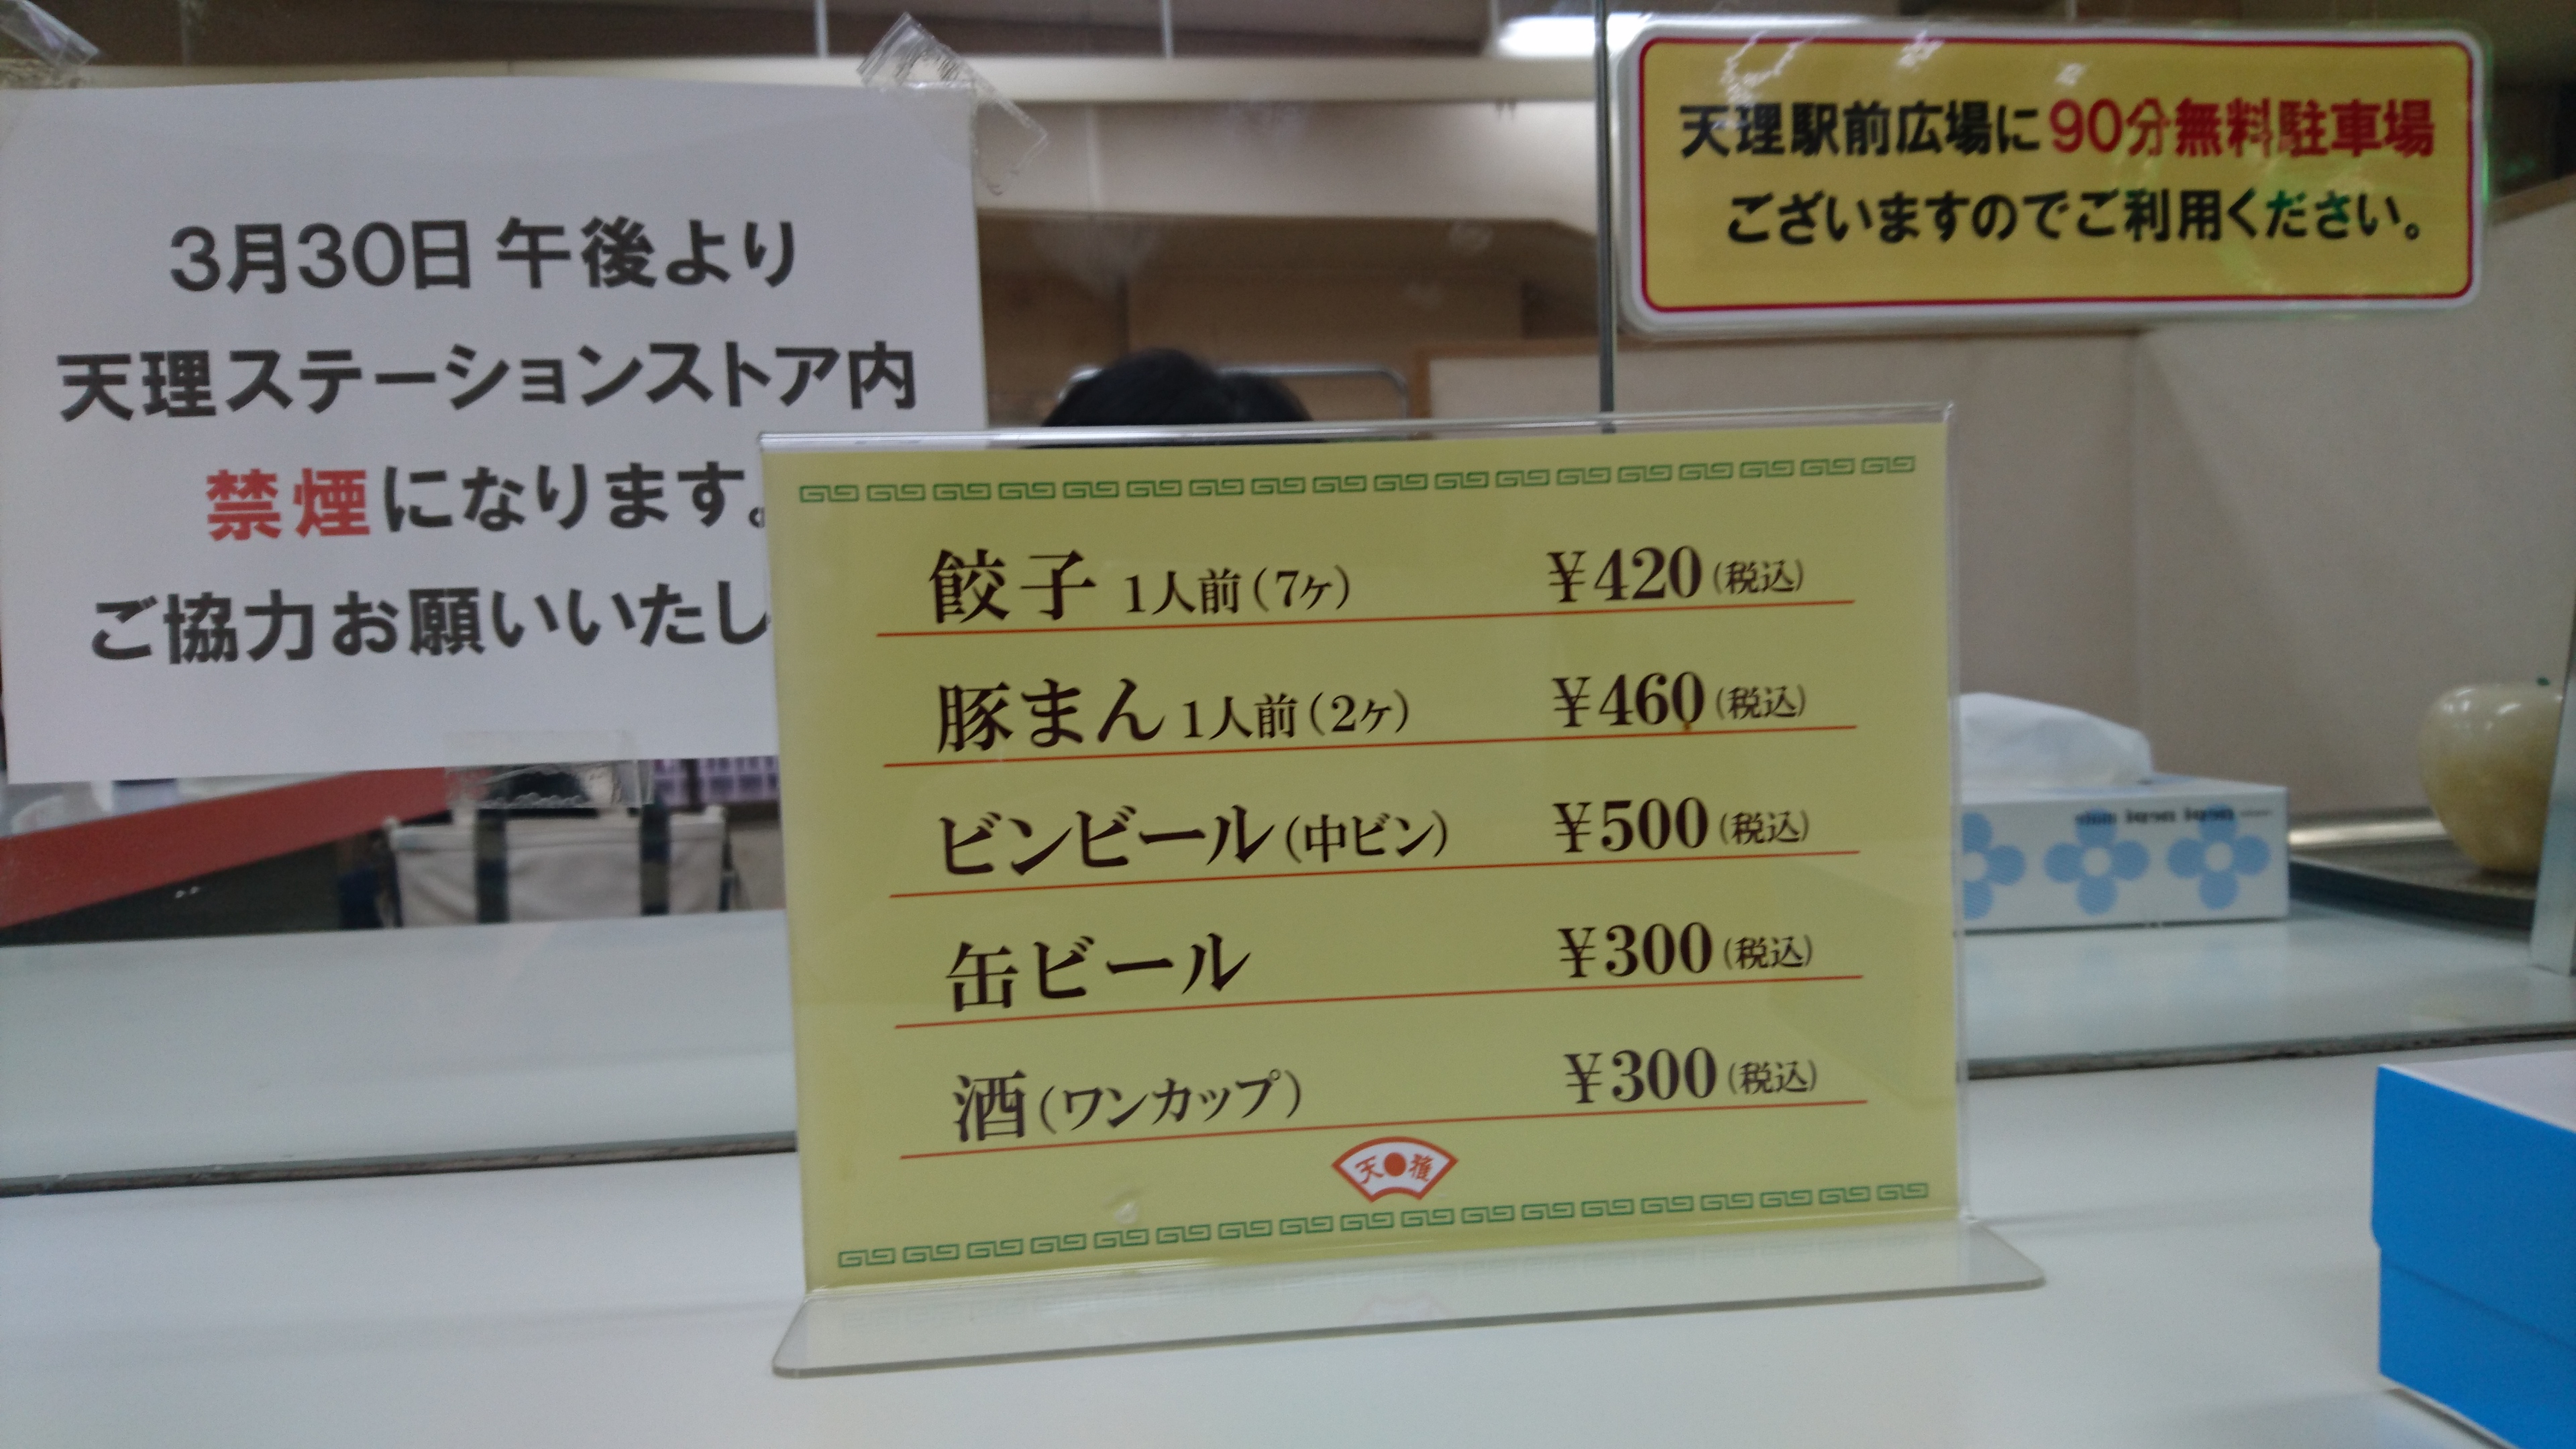 3月30日 午後より
天理ステーションストア内
禁煙になります。
ご協力お願いいたし
天理駅前広場に90分無料駐車場
ございますのでご利用ください。
餃子 1人前(7ヶ) ¥420(税込)
豚まん 1人前(2ヶ) ¥460(税込)
ビンビール(中ビン) ¥500(税込)
缶ビール ¥300(税込)
酒(ワンカップ) ¥300(税込)
天 雅